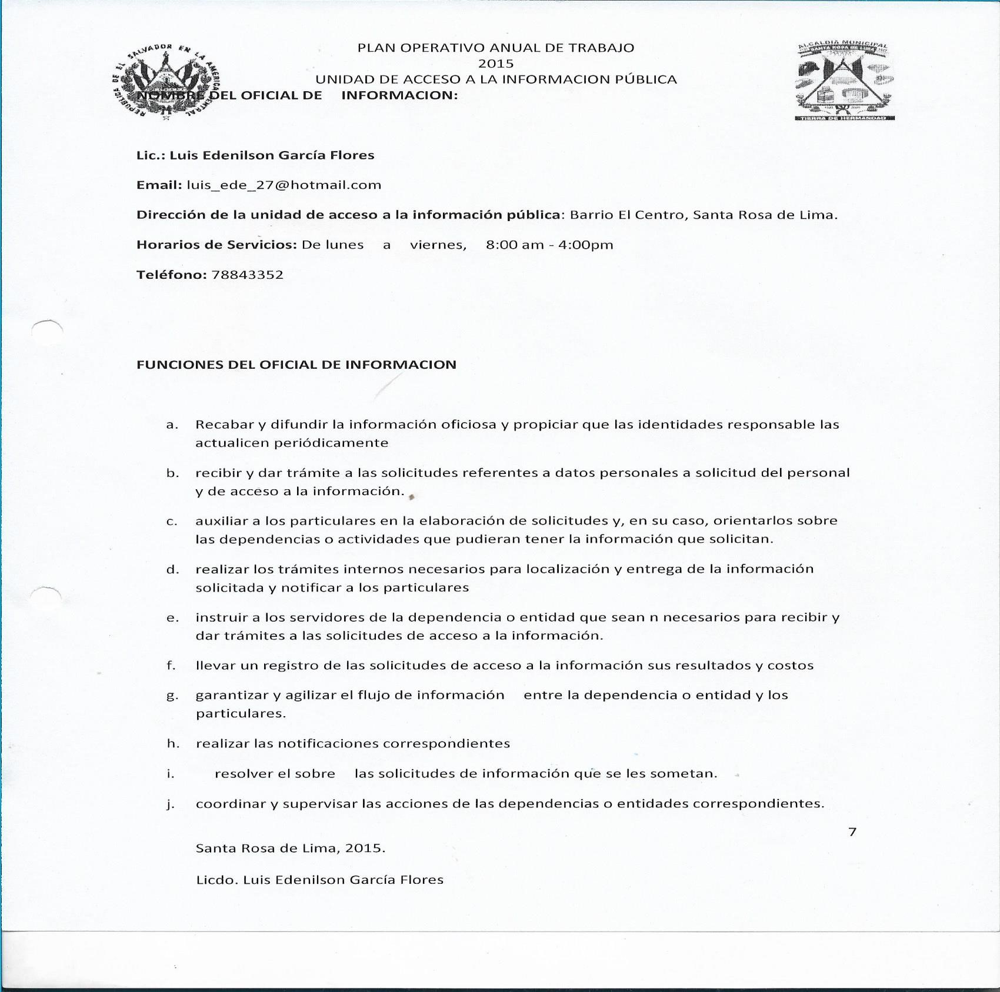 PLAN OPERATIVO ANUAL DE TRABAJO
2015
UNIDAD DE ACCESO A LA INFORMACION PÚBLICA
REPUBLICA DE EL SALVADOR EN LA AMERICA CENTRAL
ALCALDIA MUNICIPAL
SANTA ROSA DE LIMA
TIERRA DE HERMANDAD
NOMBRE DEL OFICIAL DE INFORMACION:
Lic.: Luis Edenilson García Flores
Email: luis_ede_27@hotmail.com
Dirección de la unidad de acceso a la información pública: Barrio El Centro, Santa Rosa de Lima.
Horarios de Servicios: De lunes a viernes, 8:00 am - 4:00pm
Teléfono: 78843352
FUNCIONES DEL OFICIAL DE INFORMACION
a. Recabar y difundir la información oficiosa y propiciar que las identidades responsable las
actualicen periódicamente
b. recibir y dar trámite a las solicitudes referentes a datos personales a solicitud del personal
y de acceso a la información.
c. auxiliar a los particulares en la elaboración de solicitudes y, en su caso, orientarlos sobre
las dependencias o actividades que pudieran tener la información que solicitan.
d. realizar los trámites internos necesarios para localización y entrega de la información
solicitada y notificar a los particulares
e. instruir a los servidores de la dependencia o entidad que sean n necesarios para recibir y
dar trámites a las solicitudes de acceso a la información.
f. llevar un registro de las solicitudes de acceso a la información sus resultados y costos
g. garantizar y agilizar el flujo de información entre la dependencia o entidad y los
particulares.
h. realizar las notificaciones correspondientes
i. resolver el sobre las solicitudes de información que se les sometan.
j. coordinar y supervisar las acciones de las dependencias o entidades correspondientes.
7
Santa Rosa de Lima, 2015.
Licdo. Luis Edenilson García Flores